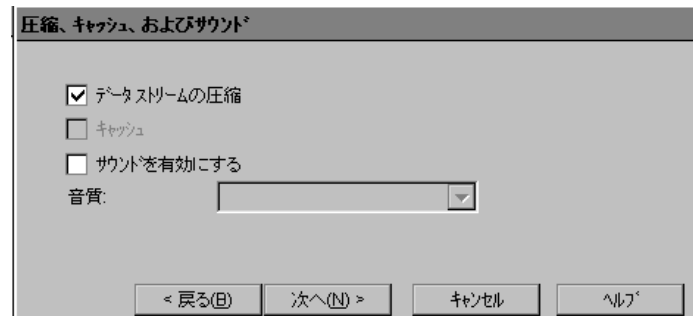 圧縮、ｷｬｯｼｭ、およびｻｳﾝﾄﾞ
ﾃﾞｰﾀ ｽﾄﾘｰﾑの圧縮
ｷｬｯｼｭ
ｻｳﾝﾄﾞを有効にする
音質:
< 戻る(B) 次へ(N) > ｷｬﾝｾﾙ ﾍﾙﾌﾟ